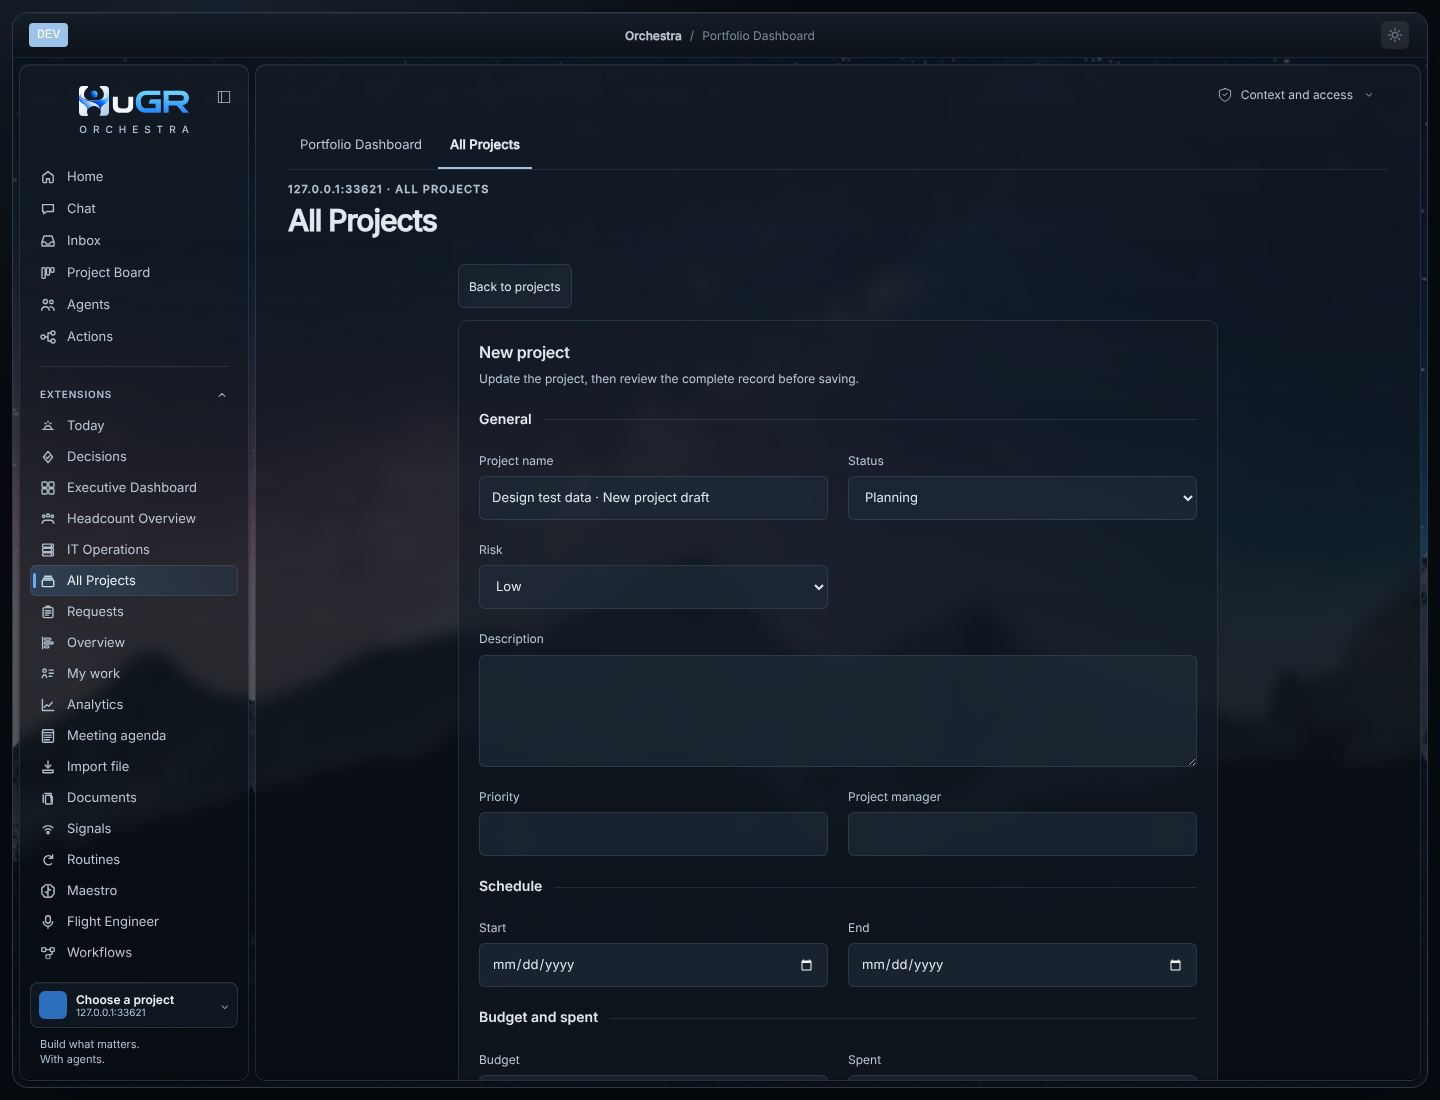 DEV
Orchestra / Portfolio Dashboard
HuGR
ORCHESTRA
Home
Chat
Inbox
Project Board
Agents
Actions
EXTENSIONS
Today
Decisions
Executive Dashboard
Headcount Overview
IT Operations
All Projects
Requests
Overview
My work
Analytics
Meeting agenda
Import file
Documents
Signals
Routines
Maestro
Flight Engineer
Workflows
Choose a project
127.0.0.1:33621
Build what matters.
With agents.
Context and access
Portfolio Dashboard All Projects
127.0.0.1:33621 · ALL PROJECTS
All Projects
Back to projects
New project
Update the project, then review the complete record before saving.
General
Project name Status
Design test data · New project draft Planning
Risk
Low
Description
Priority Project manager
Schedule
Start End
mm/dd/yyyy mm/dd/yyyy
Budget and spent
Budget Spent